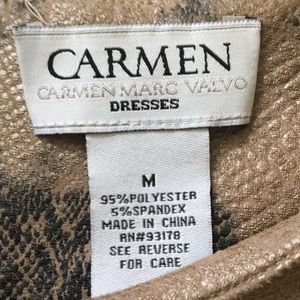 CARMEN
CARMEN MARC VALVO
DRESSES
M
95%POLYESTER
5%SPANDEX
MADE IN CHINA
RN#93178
SEE REVERSE
FOR CARE